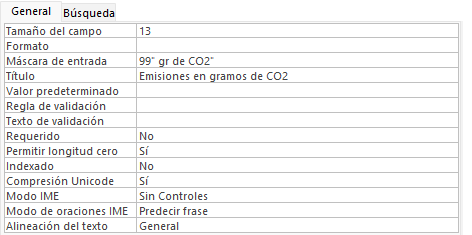 General Búsqueda
Tamaño del campo 13
Formato
Máscara de entrada 99" gr de CO2"
Título Emisiones en gramos de CO2
Valor predeterminado
Regla de validación
Texto de validación
Requerido No
Permitir longitud cero Sí
Indexado No
Compresión Unicode Sí
Modo IME Sin Controles
Modo de oraciones IME Predecir frase
Alineación del texto General